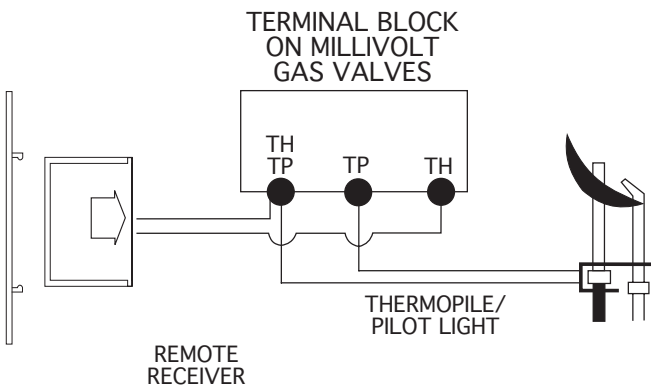 TERMINAL BLOCK
ON MILLIVOLT
GAS VALVES
TH
TP
TP
TH
THERMOPILE/
PILOT LIGHT
REMOTE
RECEIVER